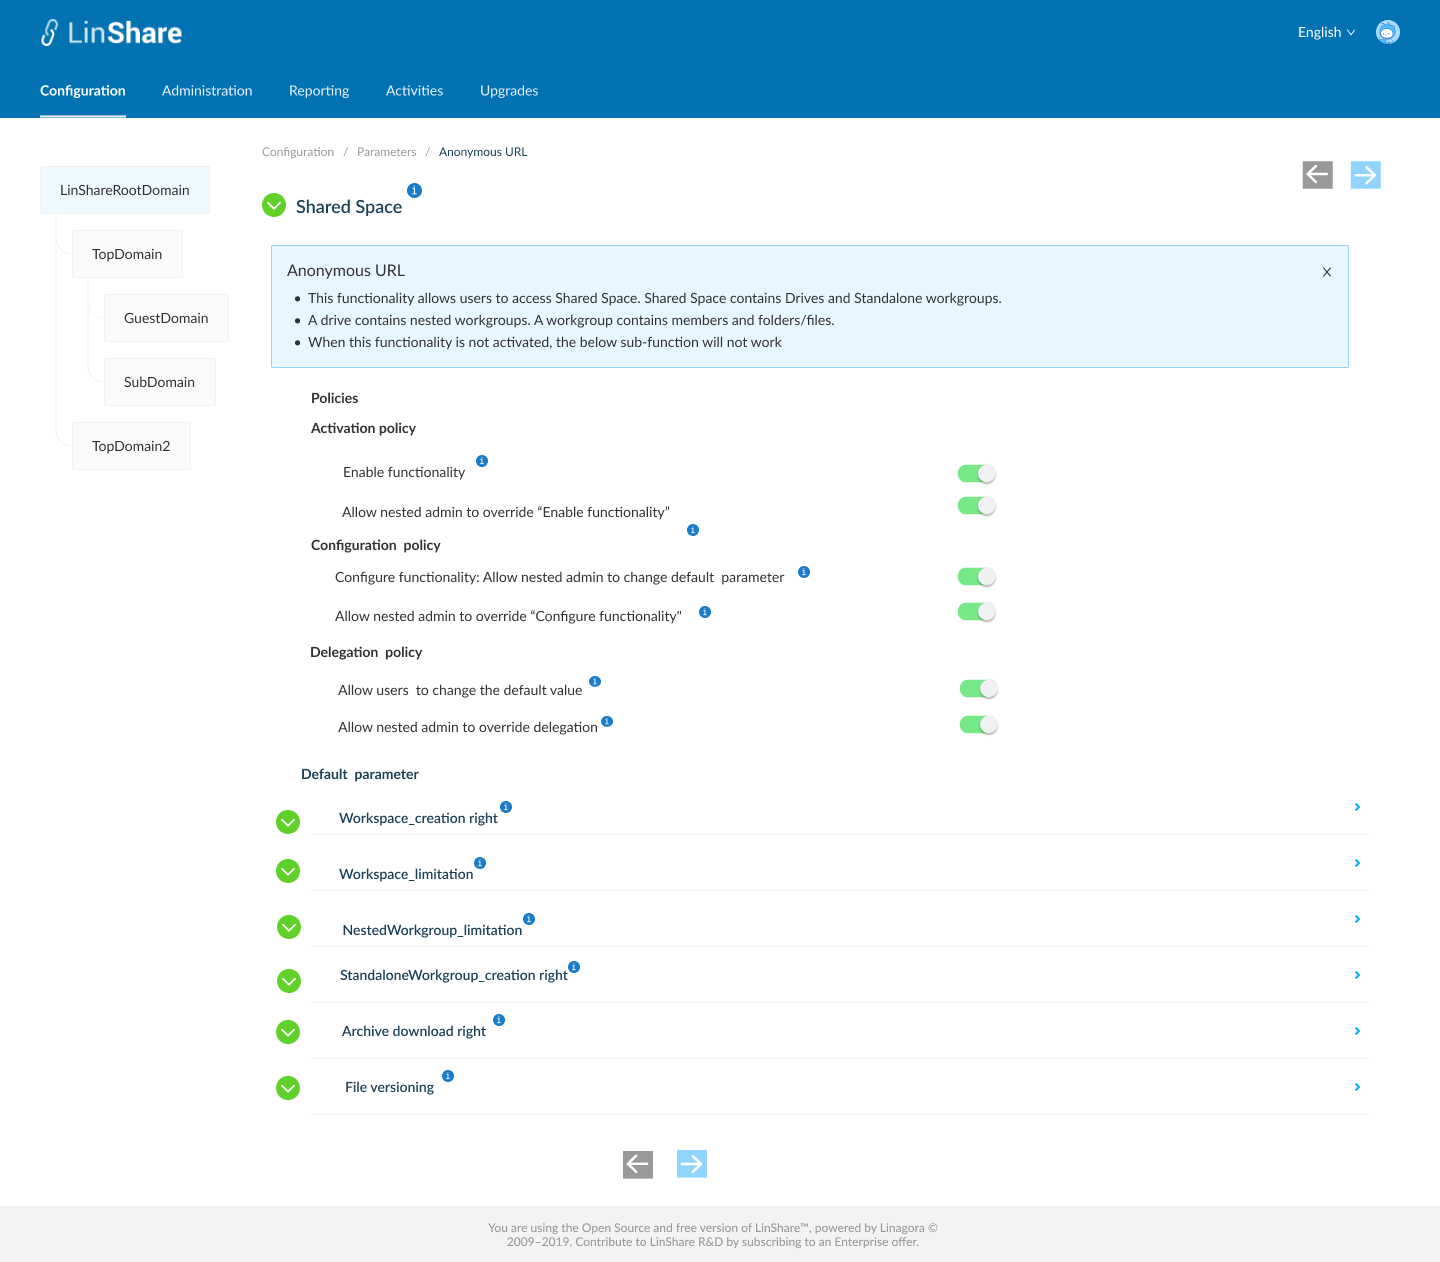 LinShare
English
Configuration Administration Reporting Activities Upgrades
Configuration / Parameters / Anonymous URL
LinShareRootDomain
TopDomain
GuestDomain
SubDomain
TopDomain2
Shared Space
Anonymous URL
• This functionality allows users to access Shared Space. Shared Space contains Drives and Standalone workgroups.
• A drive contains nested workgroups. A workgroup contains members and folders/files.
• When this functionality is not activated, the below sub-function will not work
Policies
Activation policy
Enable functionality
Allow nested admin to override “Enable functionality”
Configuration policy
Configure functionality: Allow nested admin to change default parameter
Allow nested admin to override “Configure functionality"
Delegation policy
Allow users to change the default value
Allow nested admin to override delegation
Default parameter
Workspace_creation right
Workspace_limitation
NestedWorkgroup_limitation
StandaloneWorkgroup_creation right
Archive download right
File versioning
You are using the Open Source and free version of LinShare™, powered by Linagora ©
2009–2019. Contribute to LinShare R&D by subscribing to an Enterprise offer.